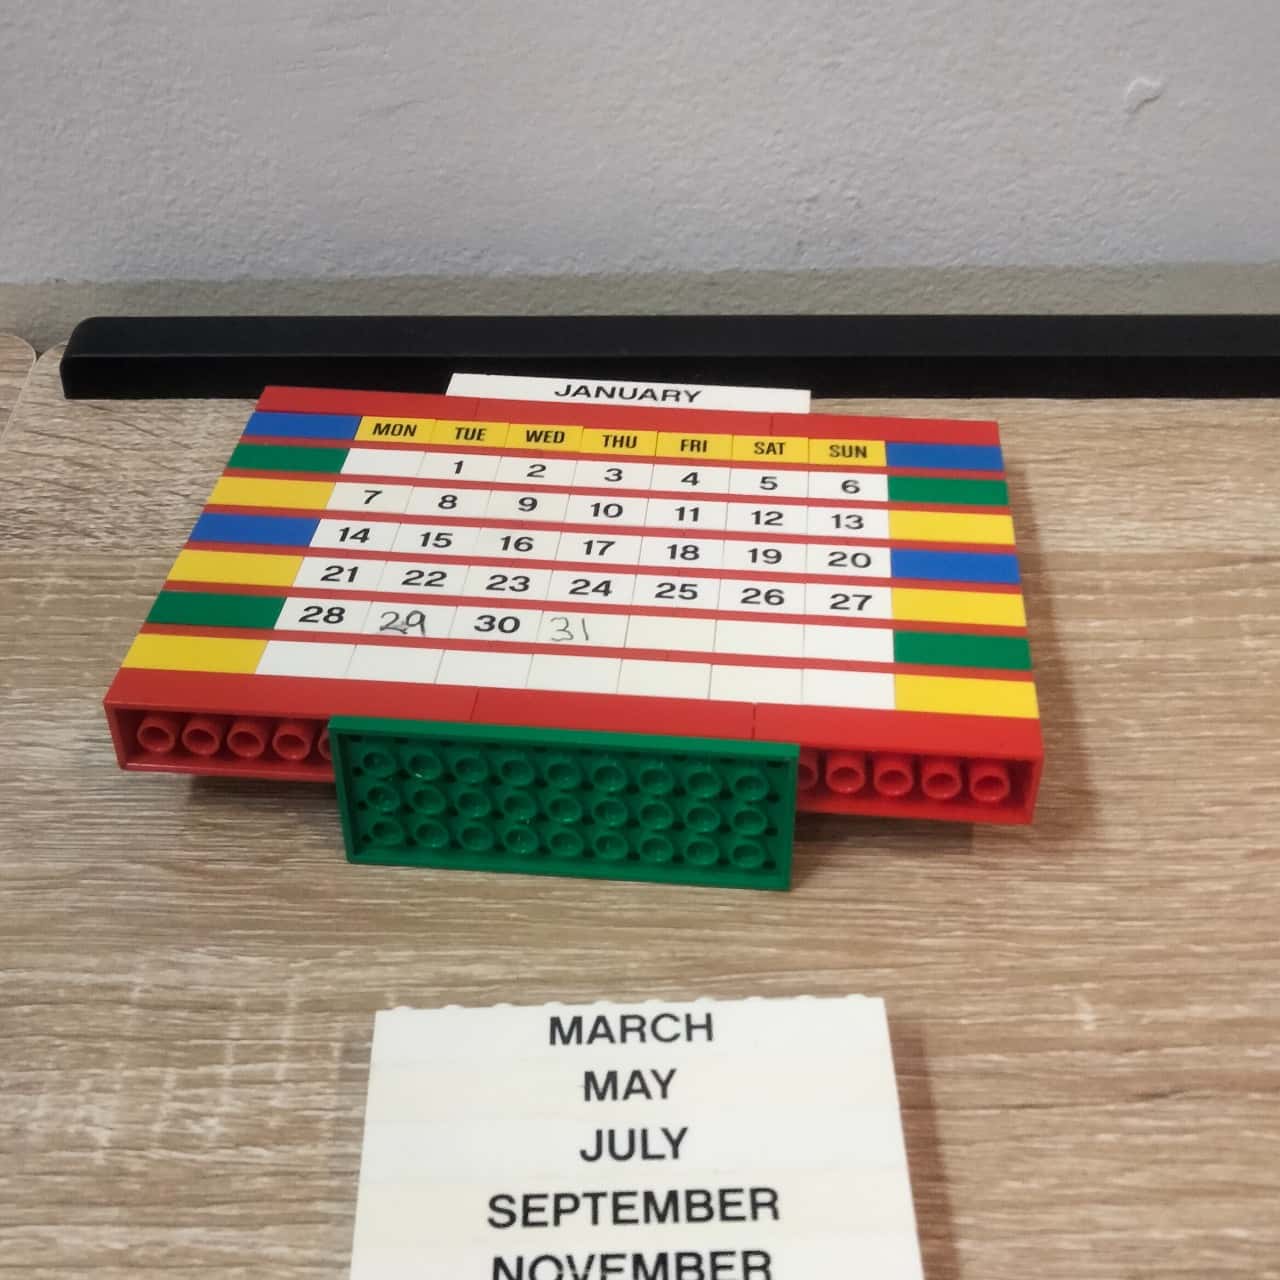 JANUARY
MON TUE WED THU FRI SAT SUN
1 2 3 4 5 6
7 8 9 10 11 12 13
14 15 16 17 18 19 20
21 22 23 24 25 26 27
28 29 30 31
MARCH
MAY
JULY
SEPTEMBER
NOVEMBER